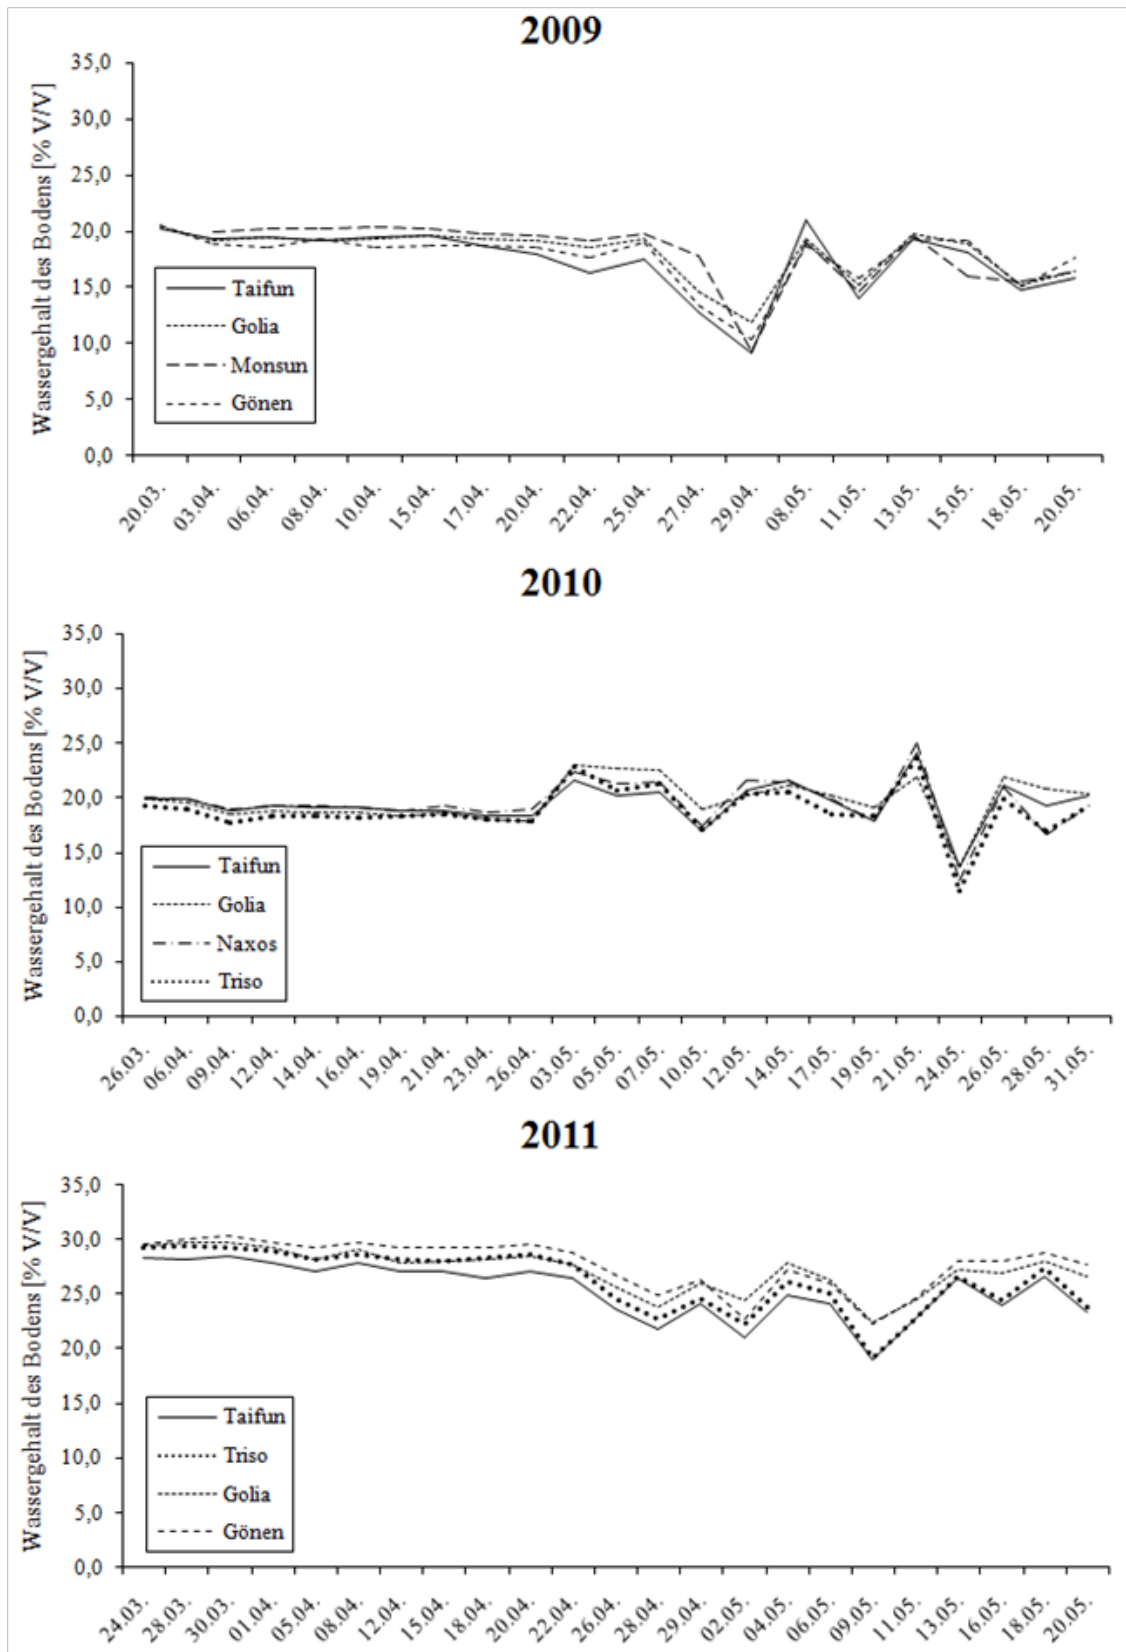 2009
Wassergehalt des Bodens [% V/V]
35,0
30,0
25,0
20,0
15,0
10,0
5,0
0,0
Taifun
Golia
Monsun
Gönen
20.03. 03.04. 06.04. 08.04. 10.04. 15.04. 17.04. 20.04. 22.04. 25.04. 27.04. 29.04. 08.05. 11.05. 13.05. 15.05. 18.05. 20.05.
2010
Wassergehalt des Bodens [% V/V]
35,0
30,0
25,0
20,0
15,0
10,0
5,0
0,0
Taifun
Golia
Naxos
Triso
26.03. 06.04. 09.04. 12.04. 14.04. 16.04. 19.04. 21.04. 23.04. 26.04. 03.05. 05.05. 07.05. 10.05. 12.05. 14.05. 17.05. 19.05. 21.05. 24.05. 26.05. 28.05. 31.05.
2011
Wassergehalt des Bodens [% V/V]
35,0
30,0
25,0
20,0
15,0
10,0
5,0
0,0
Taifun
Triso
Golia
Gönen
24.03. 28.03. 30.03. 01.04. 05.04. 08.04. 12.04. 15.04. 18.04. 20.04. 22.04. 26.04. 28.04. 29.04. 02.05. 04.05. 06.05. 09.05. 11.05. 13.05. 16.05. 18.05. 20.05.